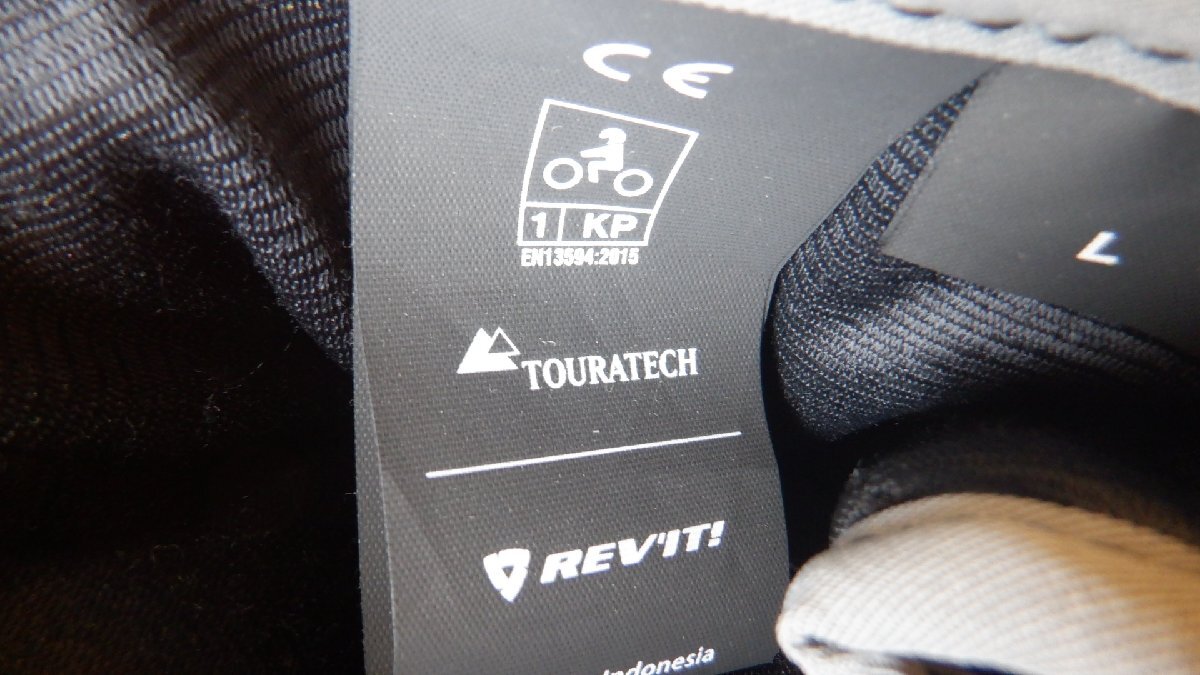 CE
1 KP
EN13594:2015
L
TOURATECH
REV'IT!
Indonesia